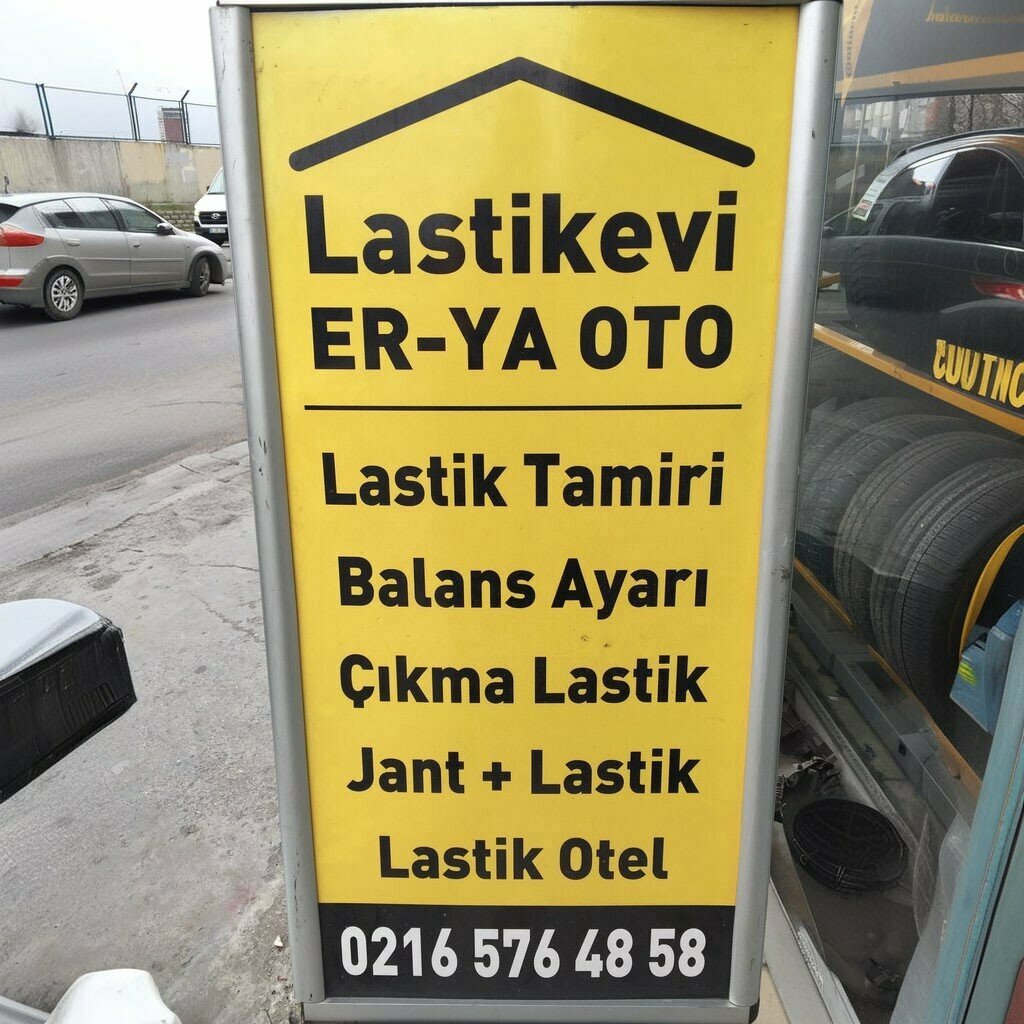 Lastikevi
ER-YA OTO
Lastik Tamiri
Balans Ayarı
Çıkma Lastik
Jant + Lastik
Lastik Otel
0216 576 48 58